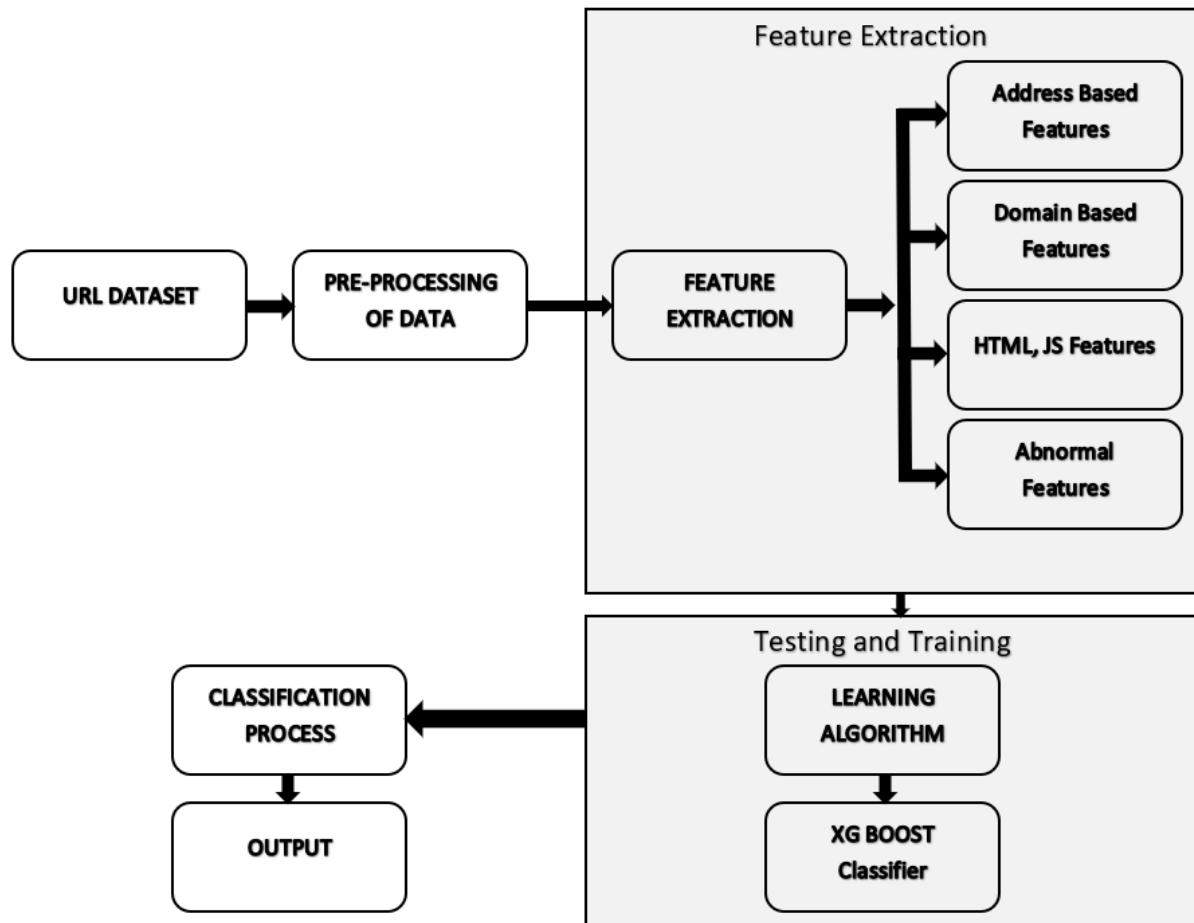 Feature Extraction
Address Based
Features
Domain Based
Features
URL DATASET
PRE-PROCESSING
OF DATA
FEATURE
EXTRACTION
HTML, JS Features
Abnormal
Features
Testing and Training
CLASSIFICATION
PROCESS
LEARNING
ALGORITHM
OUTPUT
XG BOOST
Classifier